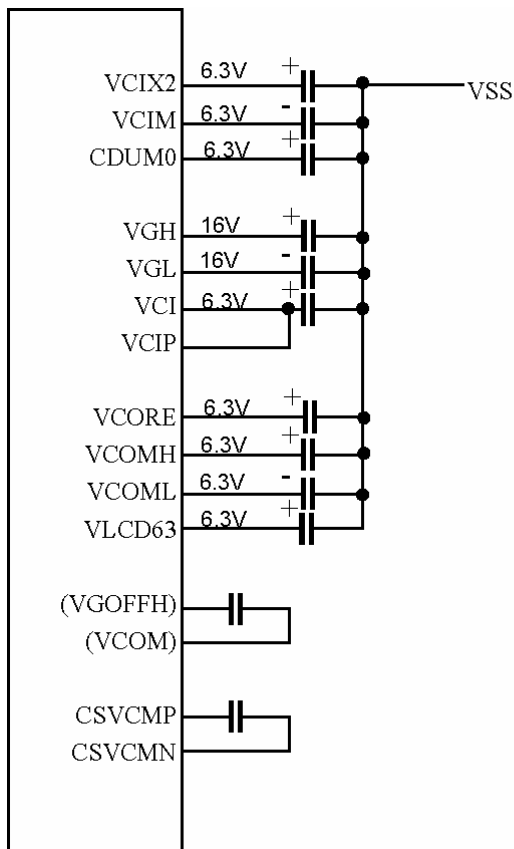 VCIX2 6.3V + VSS
VCIM 6.3V -
CDUM0 6.3V +
VGH 16V +
VGL 16V -
VCI 6.3V +
VCIP
VCORE 6.3V +
VCOMH 6.3V +
VCOML 6.3V -
VLCD63 6.3V +
(VGOFFH)
(VCOM)
CSVCMP
CSVCMN